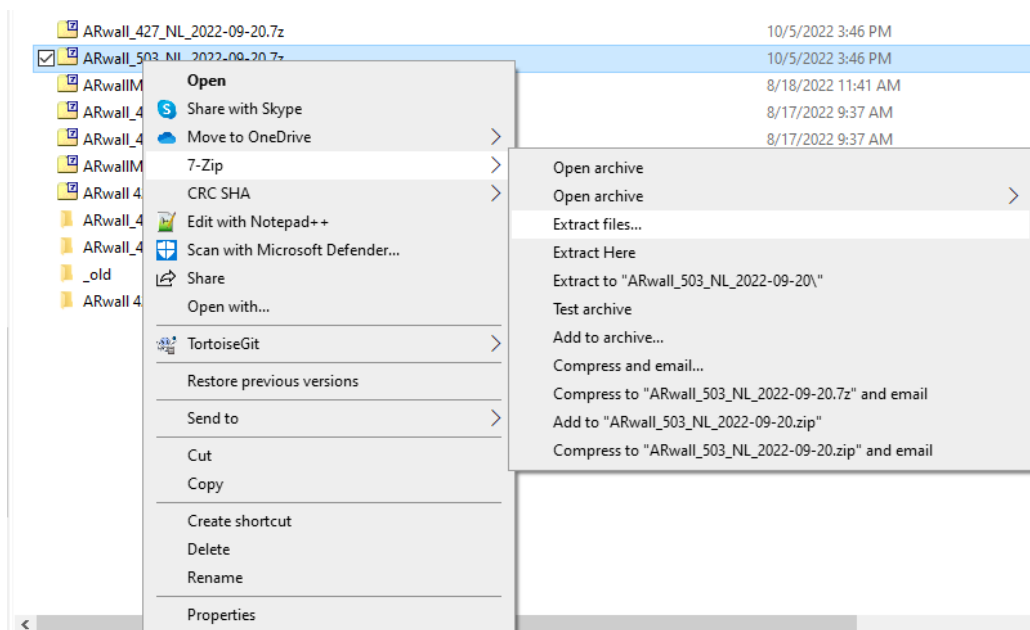 ARwall_427_NL_2022-09-20.7z 10/5/2022 3:46 PM
ARwall_503_NL_2022-09-20.7z 10/5/2022 3:46 PM
ARwallM 8/18/2022 11:41 AM
ARwall_4 8/17/2022 9:37 AM
ARwall_4 8/17/2022 9:37 AM
ARwallM
ARwall 4
ARwall_4
ARwall_4
_old
ARwall 4
Open
Share with Skype
Move to OneDrive
7-Zip
CRC SHA
Edit with Notepad++
Scan with Microsoft Defender...
Share
Open with...
TortoiseGit
Restore previous versions
Send to
Cut
Copy
Create shortcut
Delete
Rename
Properties
Open archive
Open archive
Extract files...
Extract Here
Extract to "ARwall_503_NL_2022-09-20\"
Test archive
Add to archive...
Compress and email...
Compress to "ARwall_503_NL_2022-09-20.7z" and email
Add to "ARwall_503_NL_2022-09-20.zip"
Compress to "ARwall_503_NL_2022-09-20.zip" and email